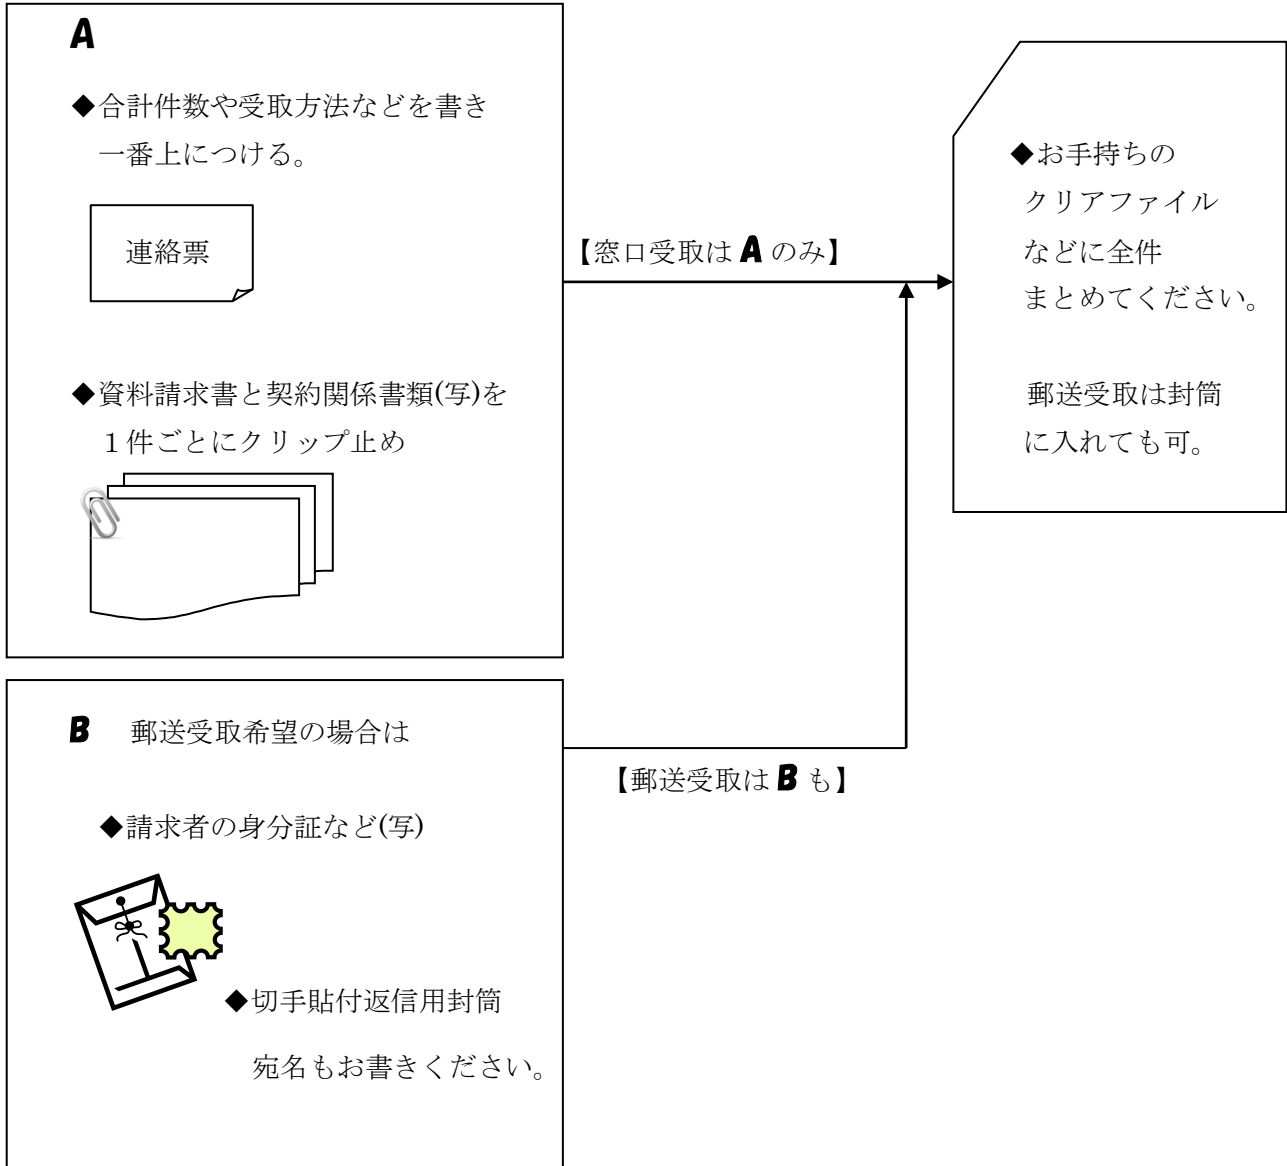 A
◆合計件数や受取方法などを書き
一番上につける。
連絡票
◆資料請求書と契約関係書類(写)を
１件ごとにクリップ止め
【窓口受取は A のみ】
◆お手持ちの
クリアファイル
などに全件
まとめてください。
郵送受取は封筒
に入れても可。
B 郵送受取希望の場合は
◆請求者の身分証など(写)
◆切手貼付返信用封筒
宛名もお書きください。
【郵送受取は B も】